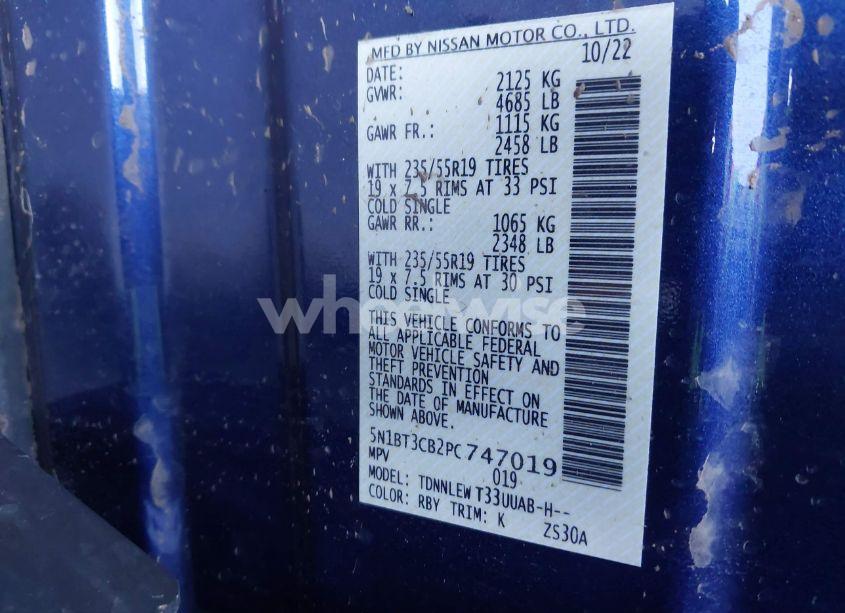 MFD BY NISSAN MOTOR CO., LTD.
DATE: 10/22
GVWR: 2125 KG
4685 LB
GAWR FR.: 1115 KG
2458 LB
WITH 235/55R19 TIRES
19 x 7.5 RIMS AT 33 PSI
COLD SINGLE
GAWR RR.: 1065 KG
2348 LB
WITH 235/55R19 TIRES
19 x 7.5 RIMS AT 30 PSI
COLD SINGLE
wheelwise
THIS VEHICLE CONFORMS TO
ALL APPLICABLE FEDERAL
MOTOR VEHICLE SAFETY AND
THEFT PREVENTION
STANDARDS IN EFFECT ON
THE DATE OF MANUFACTURE
SHOWN ABOVE.
5N1BT3CB2PC747019
MPV 019
MODEL: TDNNLEW T33UUAB-H--
COLOR: RBY TRIM: K ZS30A